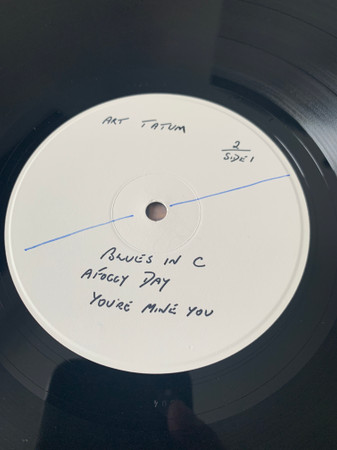 ART TATUM
2
SIDE 1
BLUES IN C
A FOGGY DAY
YOU'RE MINE YOU